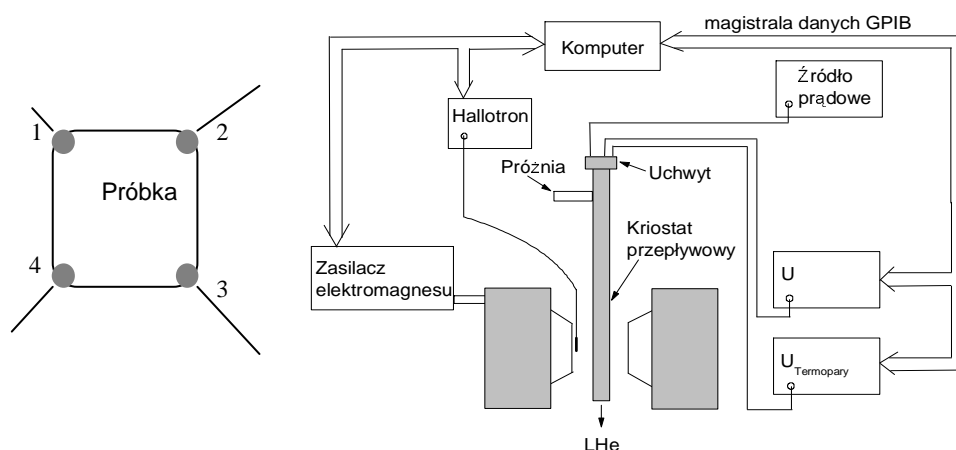 1
2
Próbka
4
3
magistrala danych GPIB
Komputer
Źródło
prądowe
Hallotron
Próżnia
Uchwyt
Kriostat
przepływowy
Zasilacz
elektromagnesu
U
U Termopary
LHe